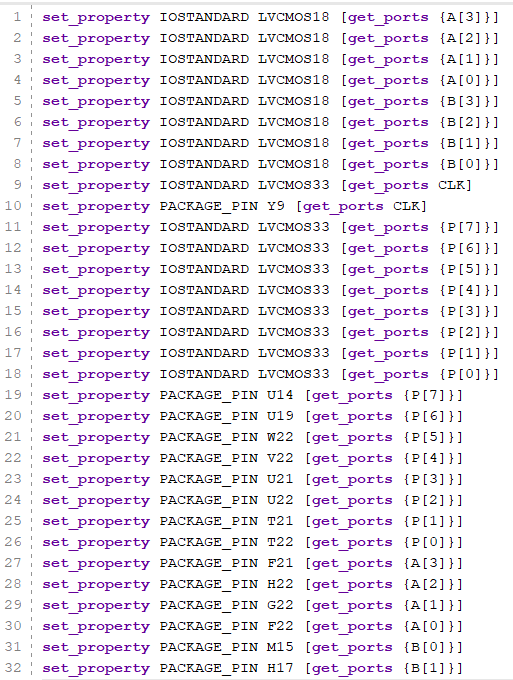 1 set_property IOSTANDARD LVCMOS18 [get_ports {A[3]}]
2 set_property IOSTANDARD LVCMOS18 [get_ports {A[2]}]
3 set_property IOSTANDARD LVCMOS18 [get_ports {A[1]}]
4 set_property IOSTANDARD LVCMOS18 [get_ports {A[0]}]
5 set_property IOSTANDARD LVCMOS18 [get_ports {B[3]}]
6 set_property IOSTANDARD LVCMOS18 [get_ports {B[2]}]
7 set_property IOSTANDARD LVCMOS18 [get_ports {B[1]}]
8 set_property IOSTANDARD LVCMOS18 [get_ports {B[0]}]
9 set_property IOSTANDARD LVCMOS33 [get_ports CLK]
10 set_property PACKAGE_PIN Y9 [get_ports CLK]
11 set_property IOSTANDARD LVCMOS33 [get_ports {P[7]}]
12 set_property IOSTANDARD LVCMOS33 [get_ports {P[6]}]
13 set_property IOSTANDARD LVCMOS33 [get_ports {P[5]}]
14 set_property IOSTANDARD LVCMOS33 [get_ports {P[4]}]
15 set_property IOSTANDARD LVCMOS33 [get_ports {P[3]}]
16 set_property IOSTANDARD LVCMOS33 [get_ports {P[2]}]
17 set_property IOSTANDARD LVCMOS33 [get_ports {P[1]}]
18 set_property IOSTANDARD LVCMOS33 [get_ports {P[0]}]
19 set_property PACKAGE_PIN U14 [get_ports {P[7]}]
20 set_property PACKAGE_PIN U19 [get_ports {P[6]}]
21 set_property PACKAGE_PIN W22 [get_ports {P[5]}]
22 set_property PACKAGE_PIN V22 [get_ports {P[4]}]
23 set_property PACKAGE_PIN U21 [get_ports {P[3]}]
24 set_property PACKAGE_PIN U22 [get_ports {P[2]}]
25 set_property PACKAGE_PIN T21 [get_ports {P[1]}]
26 set_property PACKAGE_PIN T22 [get_ports {P[0]}]
27 set_property PACKAGE_PIN F21 [get_ports {A[3]}]
28 set_property PACKAGE_PIN H22 [get_ports {A[2]}]
29 set_property PACKAGE_PIN G22 [get_ports {A[1]}]
30 set_property PACKAGE_PIN F22 [get_ports {A[0]}]
31 set_property PACKAGE_PIN M15 [get_ports {B[0]}]
32 set_property PACKAGE_PIN H17 [get_ports {B[1]}]